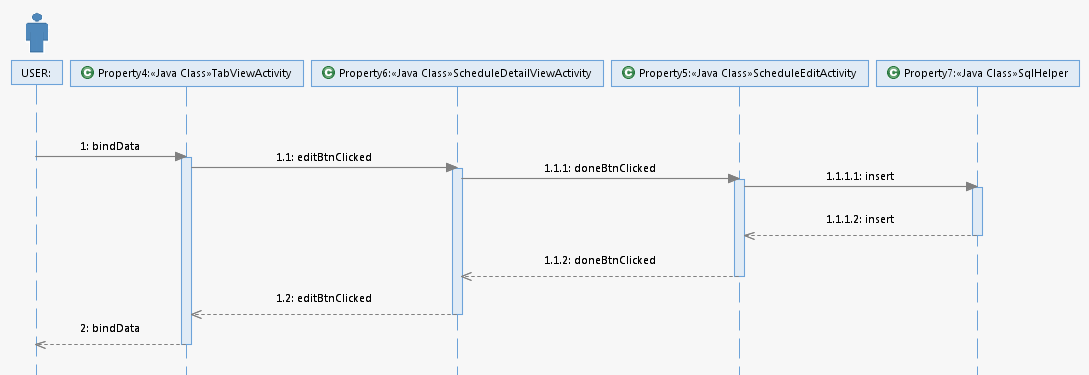 USER:
C Property4:«Java Class»TabViewActivity
C Property6:«Java Class»ScheduleDetailViewActivity
C Property5:«Java Class»ScheduleEditActivity
C Property7:«Java Class»SqlHelper
1: bindData
1.1: editBtnClicked
1.1.1: doneBtnClicked
1.1.1.1: insert
1.1.1.2: insert
1.1.2: doneBtnClicked
1.2: editBtnClicked
2: bindData